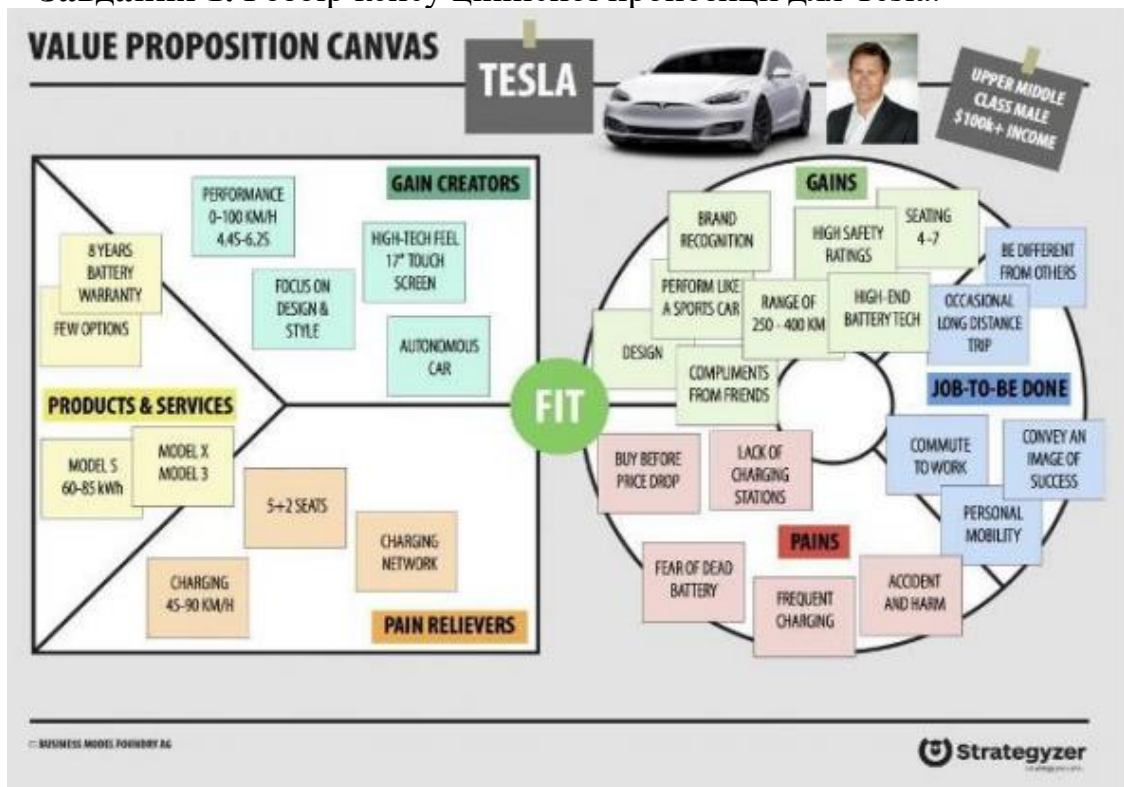 VALUE PROPOSITION CANVAS
TESLA
UPPER MIDDLE
CLASS MALE
$100k+ INCOME
GAIN CREATORS
PERFORMANCE
0-100 KM/H
4.4S-6.2S
HIGH-TECH FEEL
17" TOUCH
SCREEN
FOCUS ON
DESIGN &
STYLE
AUTONOMOUS
CAR
8 YEARS
BATTERY
WARRANTY
FEW OPTIONS
PRODUCTS & SERVICES
MODEL S
60-85 kWh
MODEL X
MODEL 3
5+2 SEATS
CHARGING
NETWORK
CHARGING
45-90 KM/H
PAIN RELIEVERS
FIT
GAINS
BRAND
RECOGNITION
HIGH SAFETY
RATINGS
SEATING
4-7
PERFORM LIKE
A SPORTS CAR
RANGE OF
250 - 400 KM
HIGH-END
BATTERY TECH
DESIGN
COMPLIMENTS
FROM FRIENDS
BE DIFFERENT
FROM OTHERS
OCCASIONAL
LONG DISTANCE
TRIP
JOB-TO-BE DONE
COMMUTE
TO WORK
CONVEY AN
IMAGE OF
SUCCESS
PERSONAL
MOBILITY
BUY BEFORE
PRICE DROP
LACK OF
CHARGING
STATIONS
PAINS
FEAR OF DEAD
BATTERY
FREQUENT
CHARGING
ACCIDENT
AND HARM
© BUSINESS MODEL FOUNDRY AG
Strategyzer